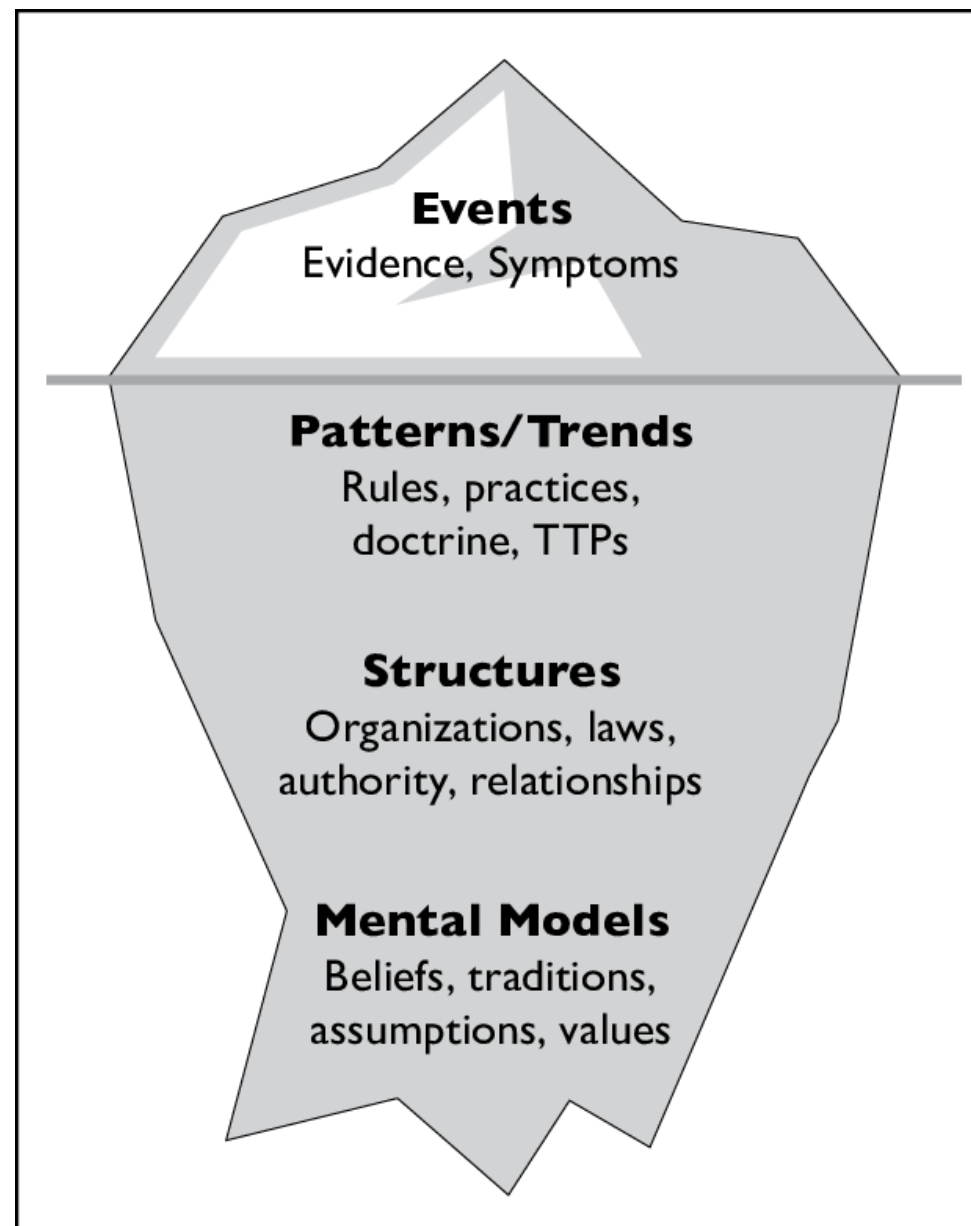 Events
Evidence, Symptoms
Patterns/Trends
Rules, practices,
doctrine, TTPs
Structures
Organizations, laws,
authority, relationships
Mental Models
Beliefs, traditions,
assumptions, values